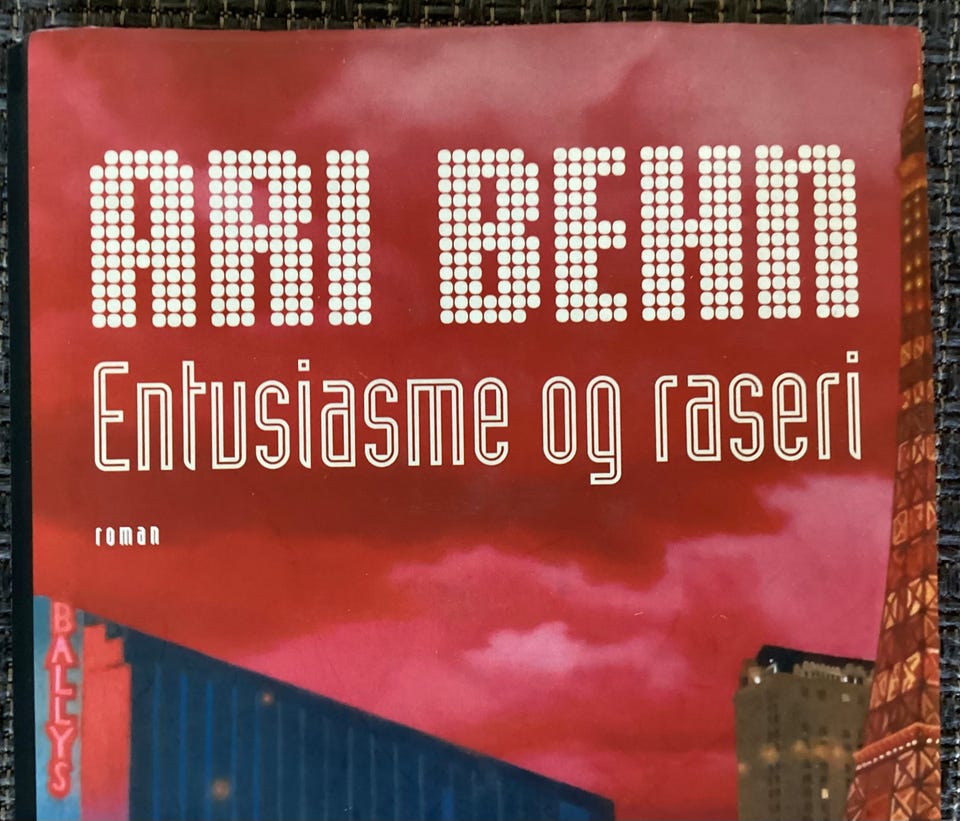 ARI BEHN
Entusiasme og raseri
roman
BALLYS